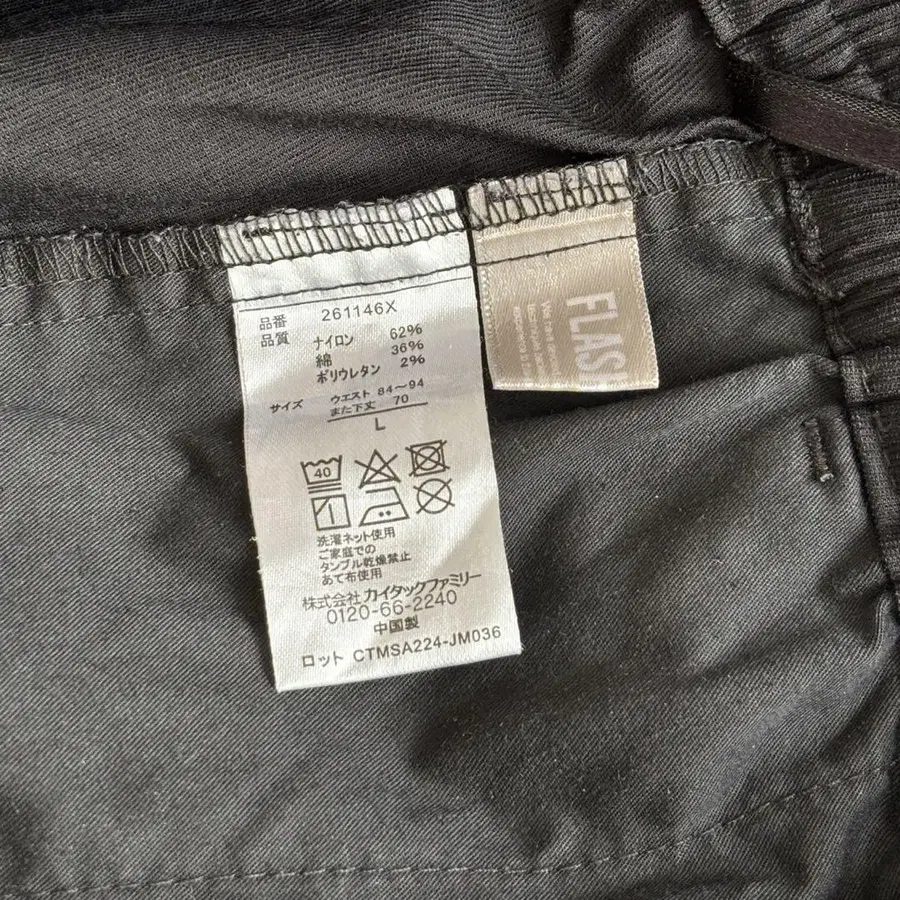 品番 261146X
品質 ナイロン 62%
綿 36%
ポリウレタン 2%
サイズ ウエスト 84～94
また下丈 70
L
40
洗濯ネット使用
ご家庭での
タンブル乾燥禁止
あて布使用
株式会社 カイタックファミリー
0120-66-2240
中国製
ロット CTMSA224-JM036
FLAS